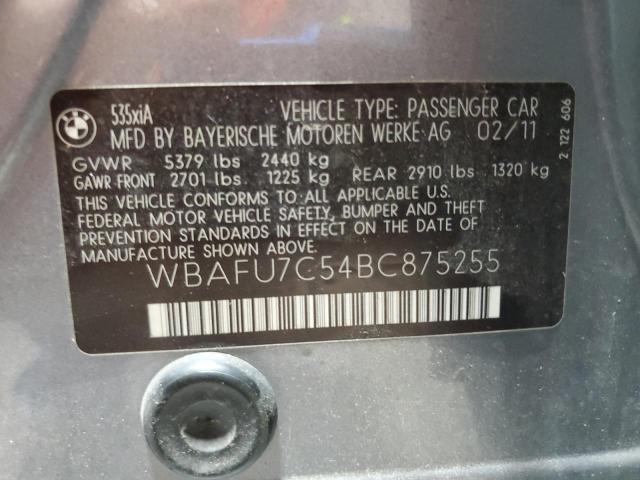 BMW
535xiA VEHICLE TYPE: PASSENGER CAR
MFD BY BAYERISCHE MOTOREN WERKE AG 02/11
GVWR 5379 lbs 2440 kg
GAWR FRONT 2701 lbs 1225 kg REAR 2910 lbs 1320 kg
THIS VEHICLE CONFORMS TO ALL APPLICABLE U.S.
FEDERAL MOTOR VEHICLE SAFETY, BUMPER AND THEFT
PREVENTION STANDARDS IN EFFECT ON THE DATE OF
MANUFACTURE SHOWN ABOVE.
WBAFU7C54BC875255
2 122 606